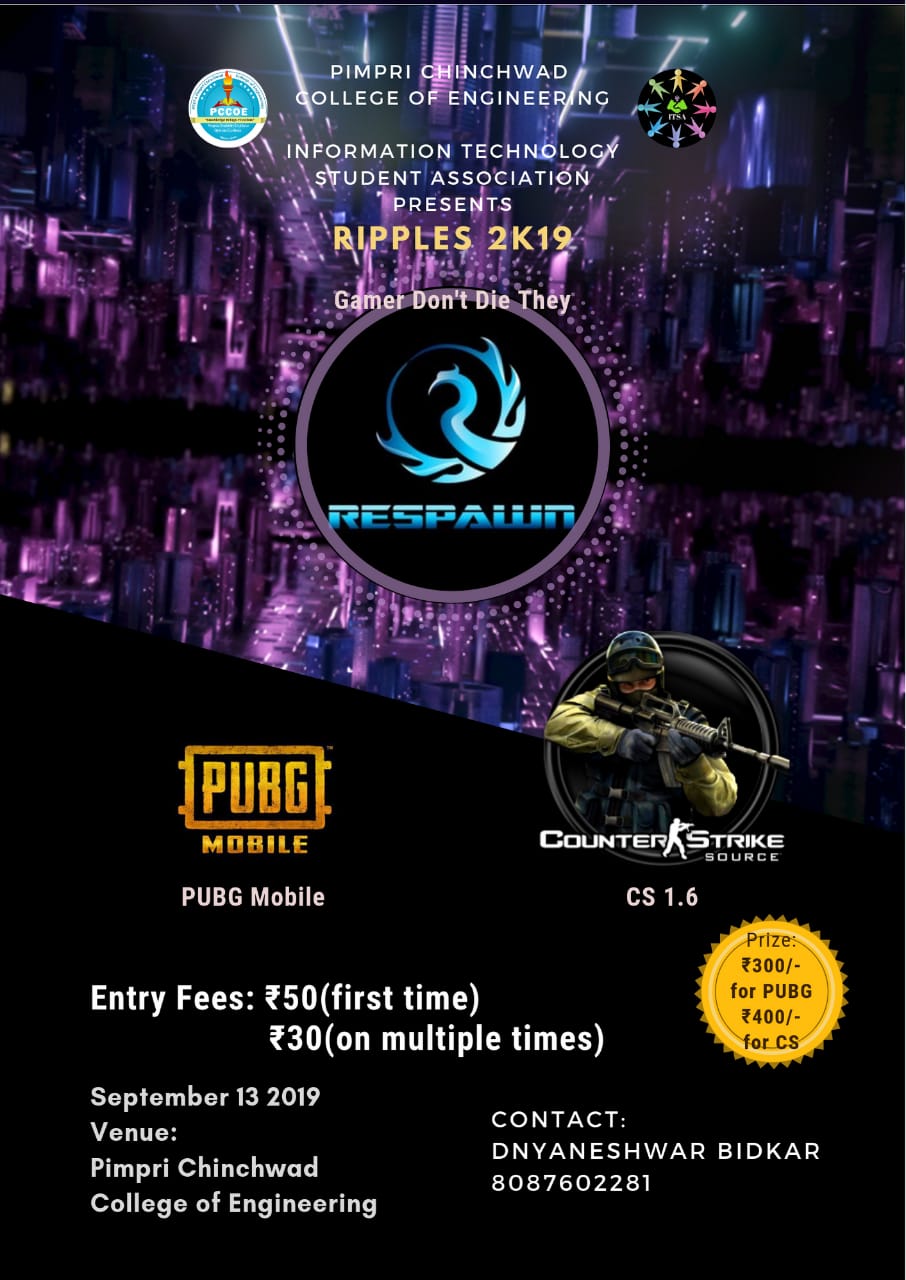 PIMPRI CHINCHWAD
COLLEGE OF ENGINEERING
PCCOE
ITSA
INFORMATION TECHNOLOGY
STUDENT ASSOCIATION
PRESENTS
RIPPLES 2K19
Gamer Don't Die They
RESPAWN
PUBG
MOBILE
COUNTER STRIKE
SOURCE
PUBG Mobile
CS 1.6
Prize:
₹300/-
for PUBG
₹400/-
for CS
Entry Fees: ₹50(first time)
₹30(on multiple times)
September 13 2019
Venue:
Pimpri Chinchwad
College of Engineering
CONTACT:
DNYANESHWAR BIDKAR
8087602281